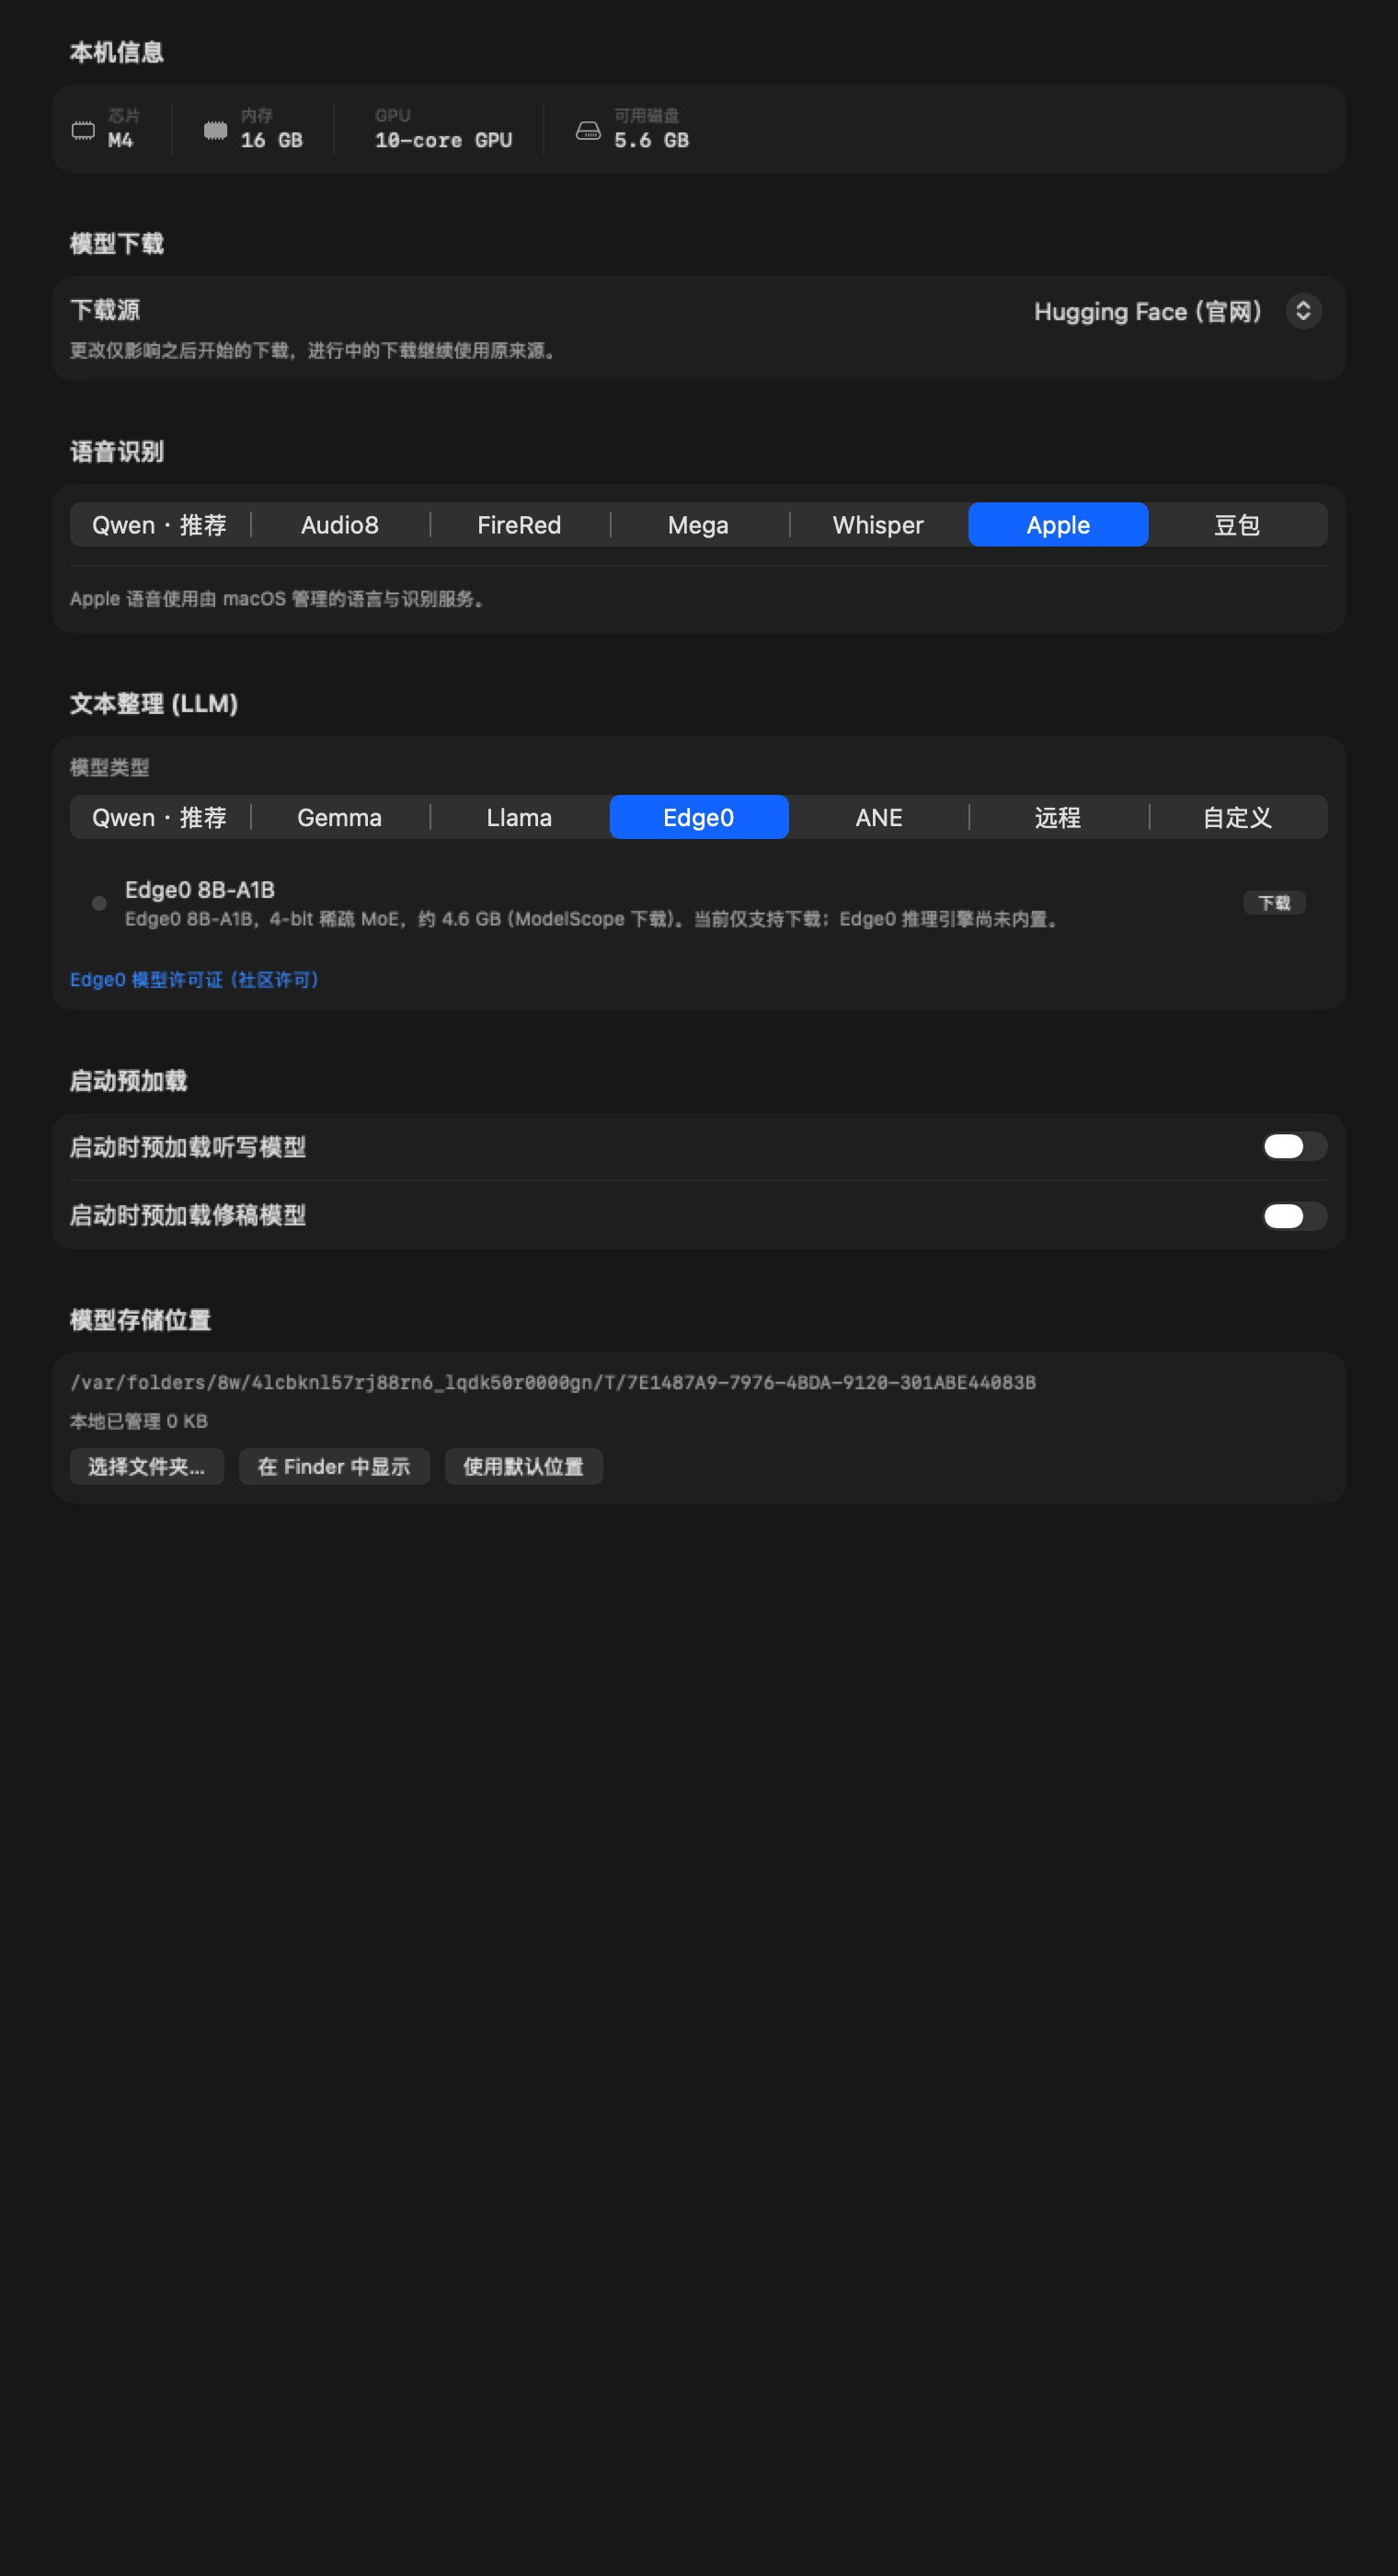 本机信息
芯片
M4
内存
16 GB
GPU
10-core GPU
可用磁盘
5.6 GB
模型下载
下载源
Hugging Face（官网）
更改仅影响之后开始的下载，进行中的下载继续使用原来源。
语音识别
Qwen · 推荐
Audio8
FireRed
Mega
Whisper
Apple
豆包
Apple 语音使用由 macOS 管理的语言与识别服务。
文本整理 (LLM)
模型类型
Qwen · 推荐
Gemma
Llama
Edge0
ANE
远程
自定义
Edge0 8B-A1B
Edge0 8B-A1B，4-bit 稀疏 MoE，约 4.6 GB (ModelScope 下载)。当前仅支持下载；Edge0 推理引擎尚未内置。
下载
Edge0 模型许可证（社区许可）
启动预加载
启动时预加载听写模型
启动时预加载修稿模型
模型存储位置
/var/folders/8w/4lcbknl57rj88rn6_lqdk50r0000gn/T/7E1487A9-7976-4BDA-9120-301ABE44083B
本地已管理 0 KB
选择文件夹...
在 Finder 中显示
使用默认位置